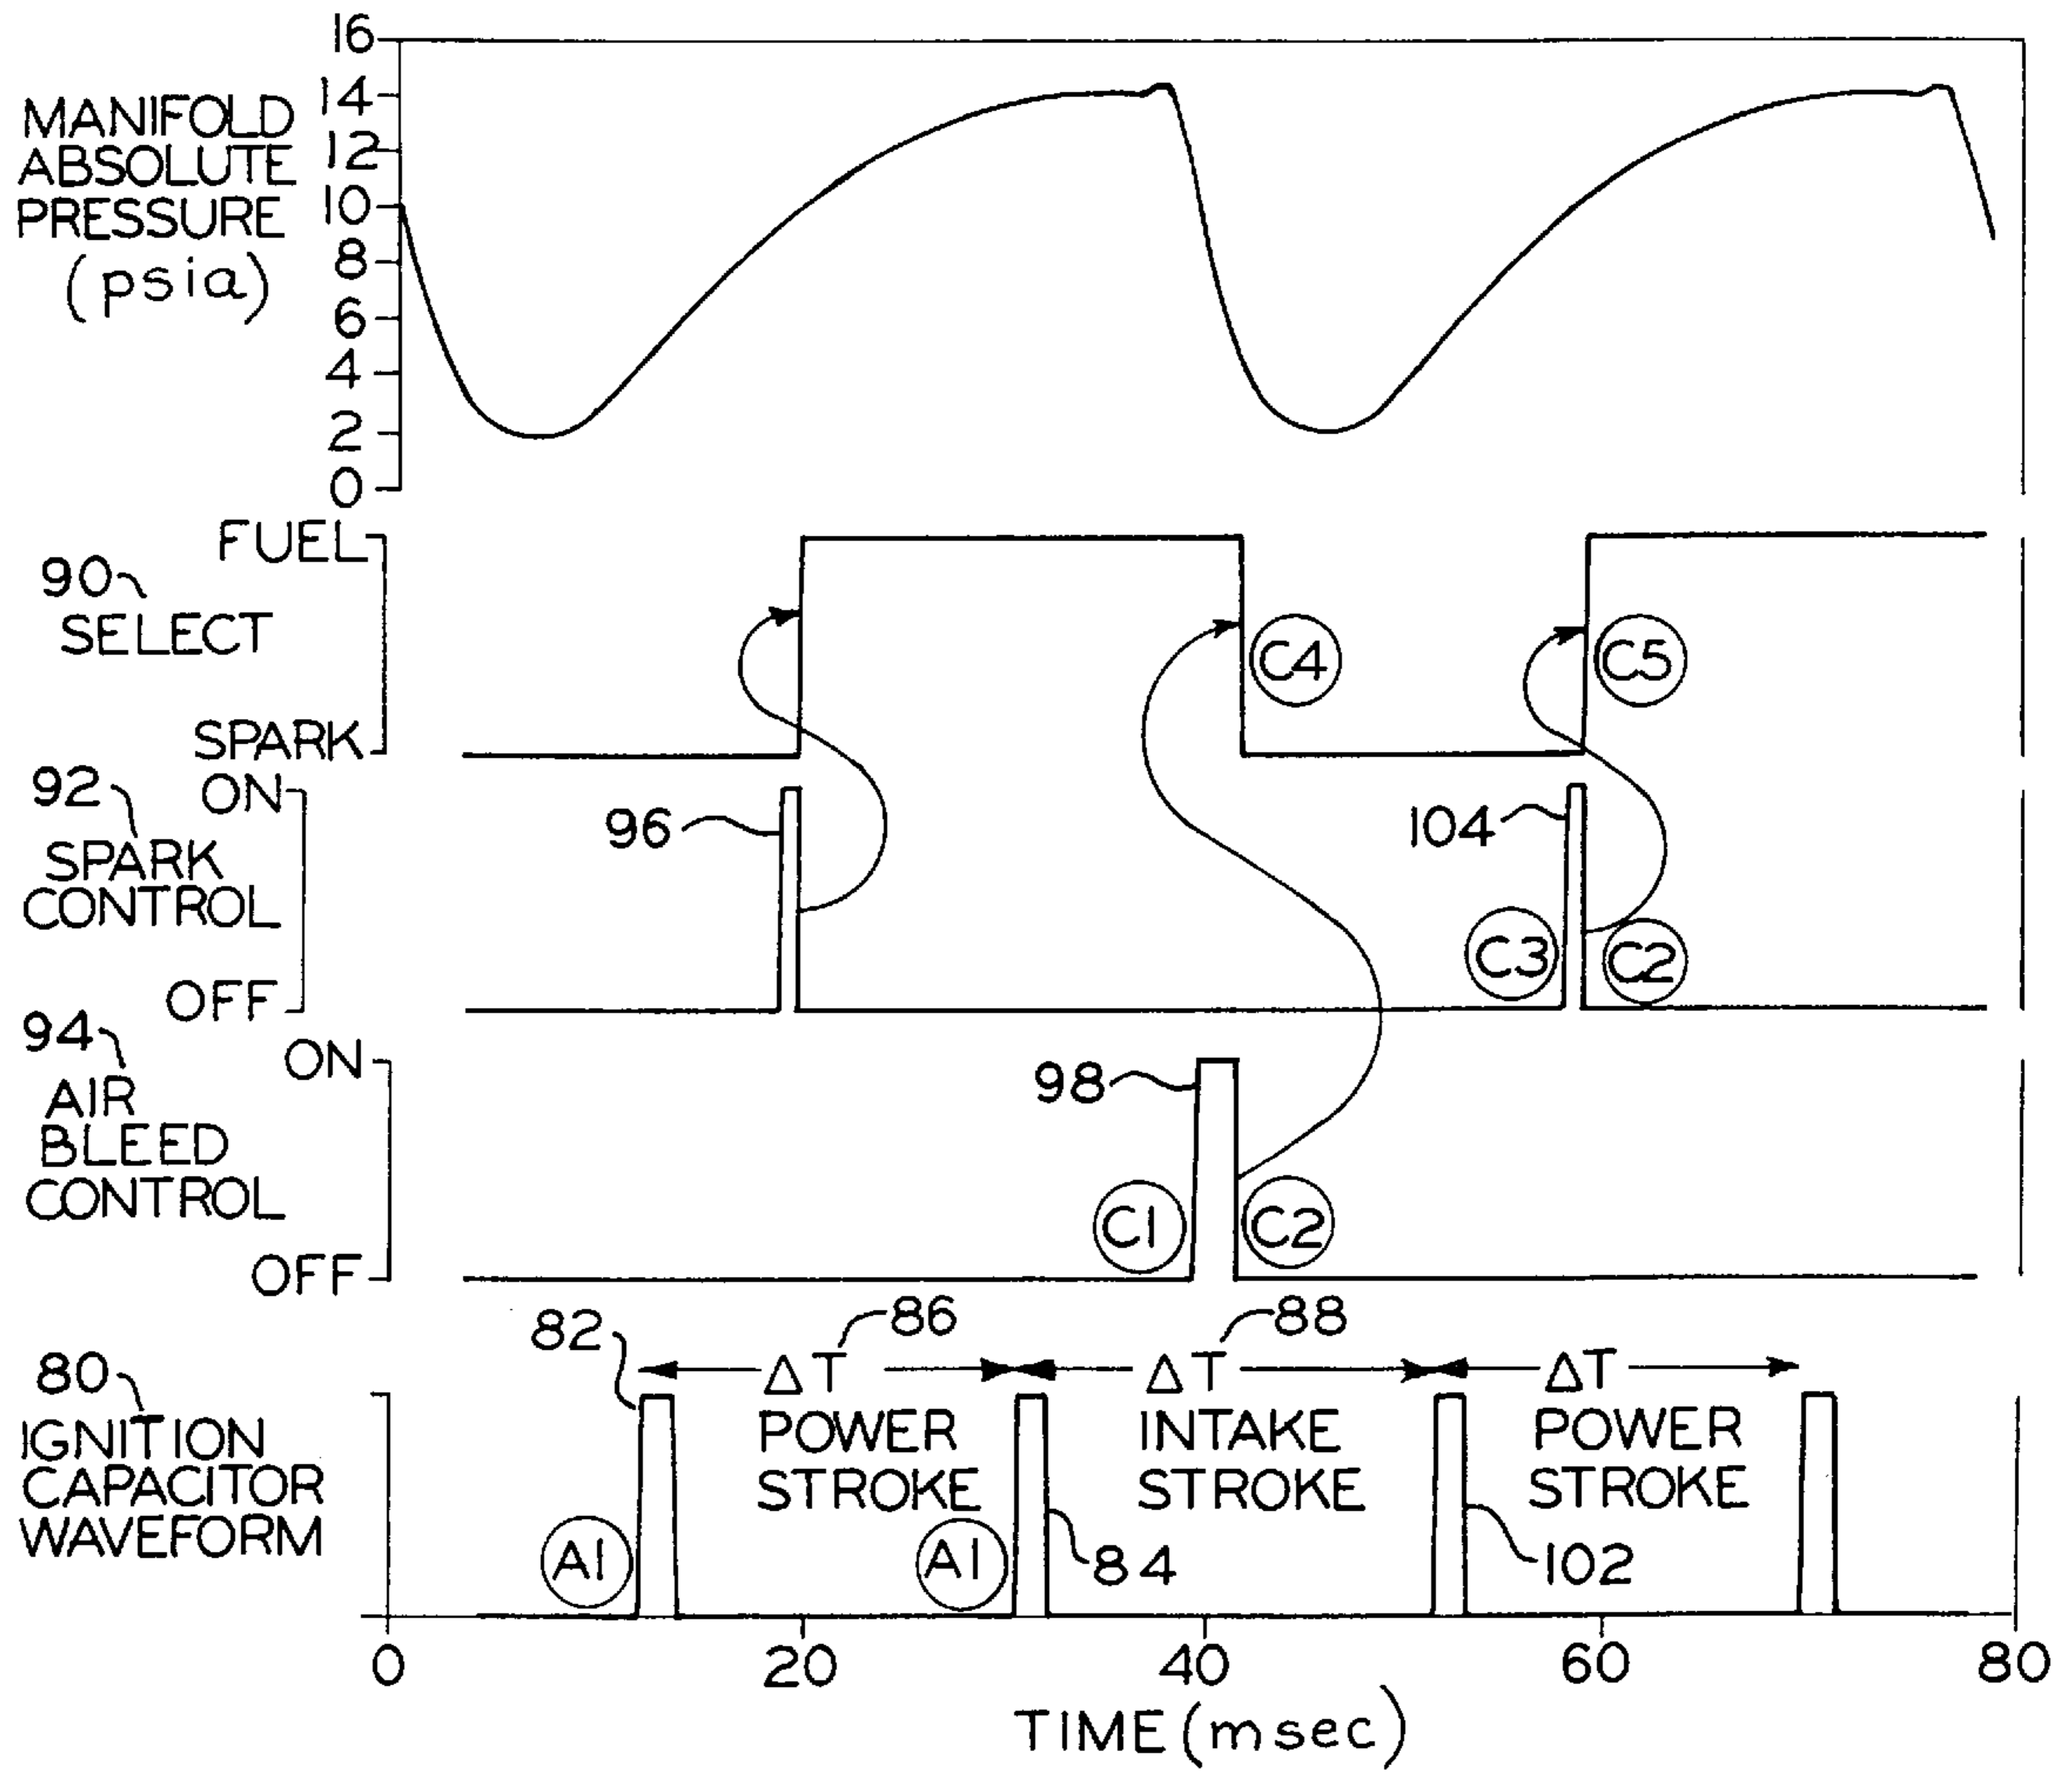 16
14
12
10
8
6
4
2
0
MANIFOLD
ABSOLUTE
PRESSURE
(psia)
FUEL
90
SELECT
SPARK
C4
C5
92
ON
SPARK
CONTROL
OFF
96
104
C3
C2
94
ON
AIR
BLEED
CONTROL
OFF
98
C1
C2
82
86
88
80
IGNITION
CAPACITOR
WAVEFORM
ΔT
POWER
STROKE
ΔT
INTAKE
STROKE
ΔT
POWER
STROKE
A1
A1
84
102
0 20 40 60 80
TIME (msec)